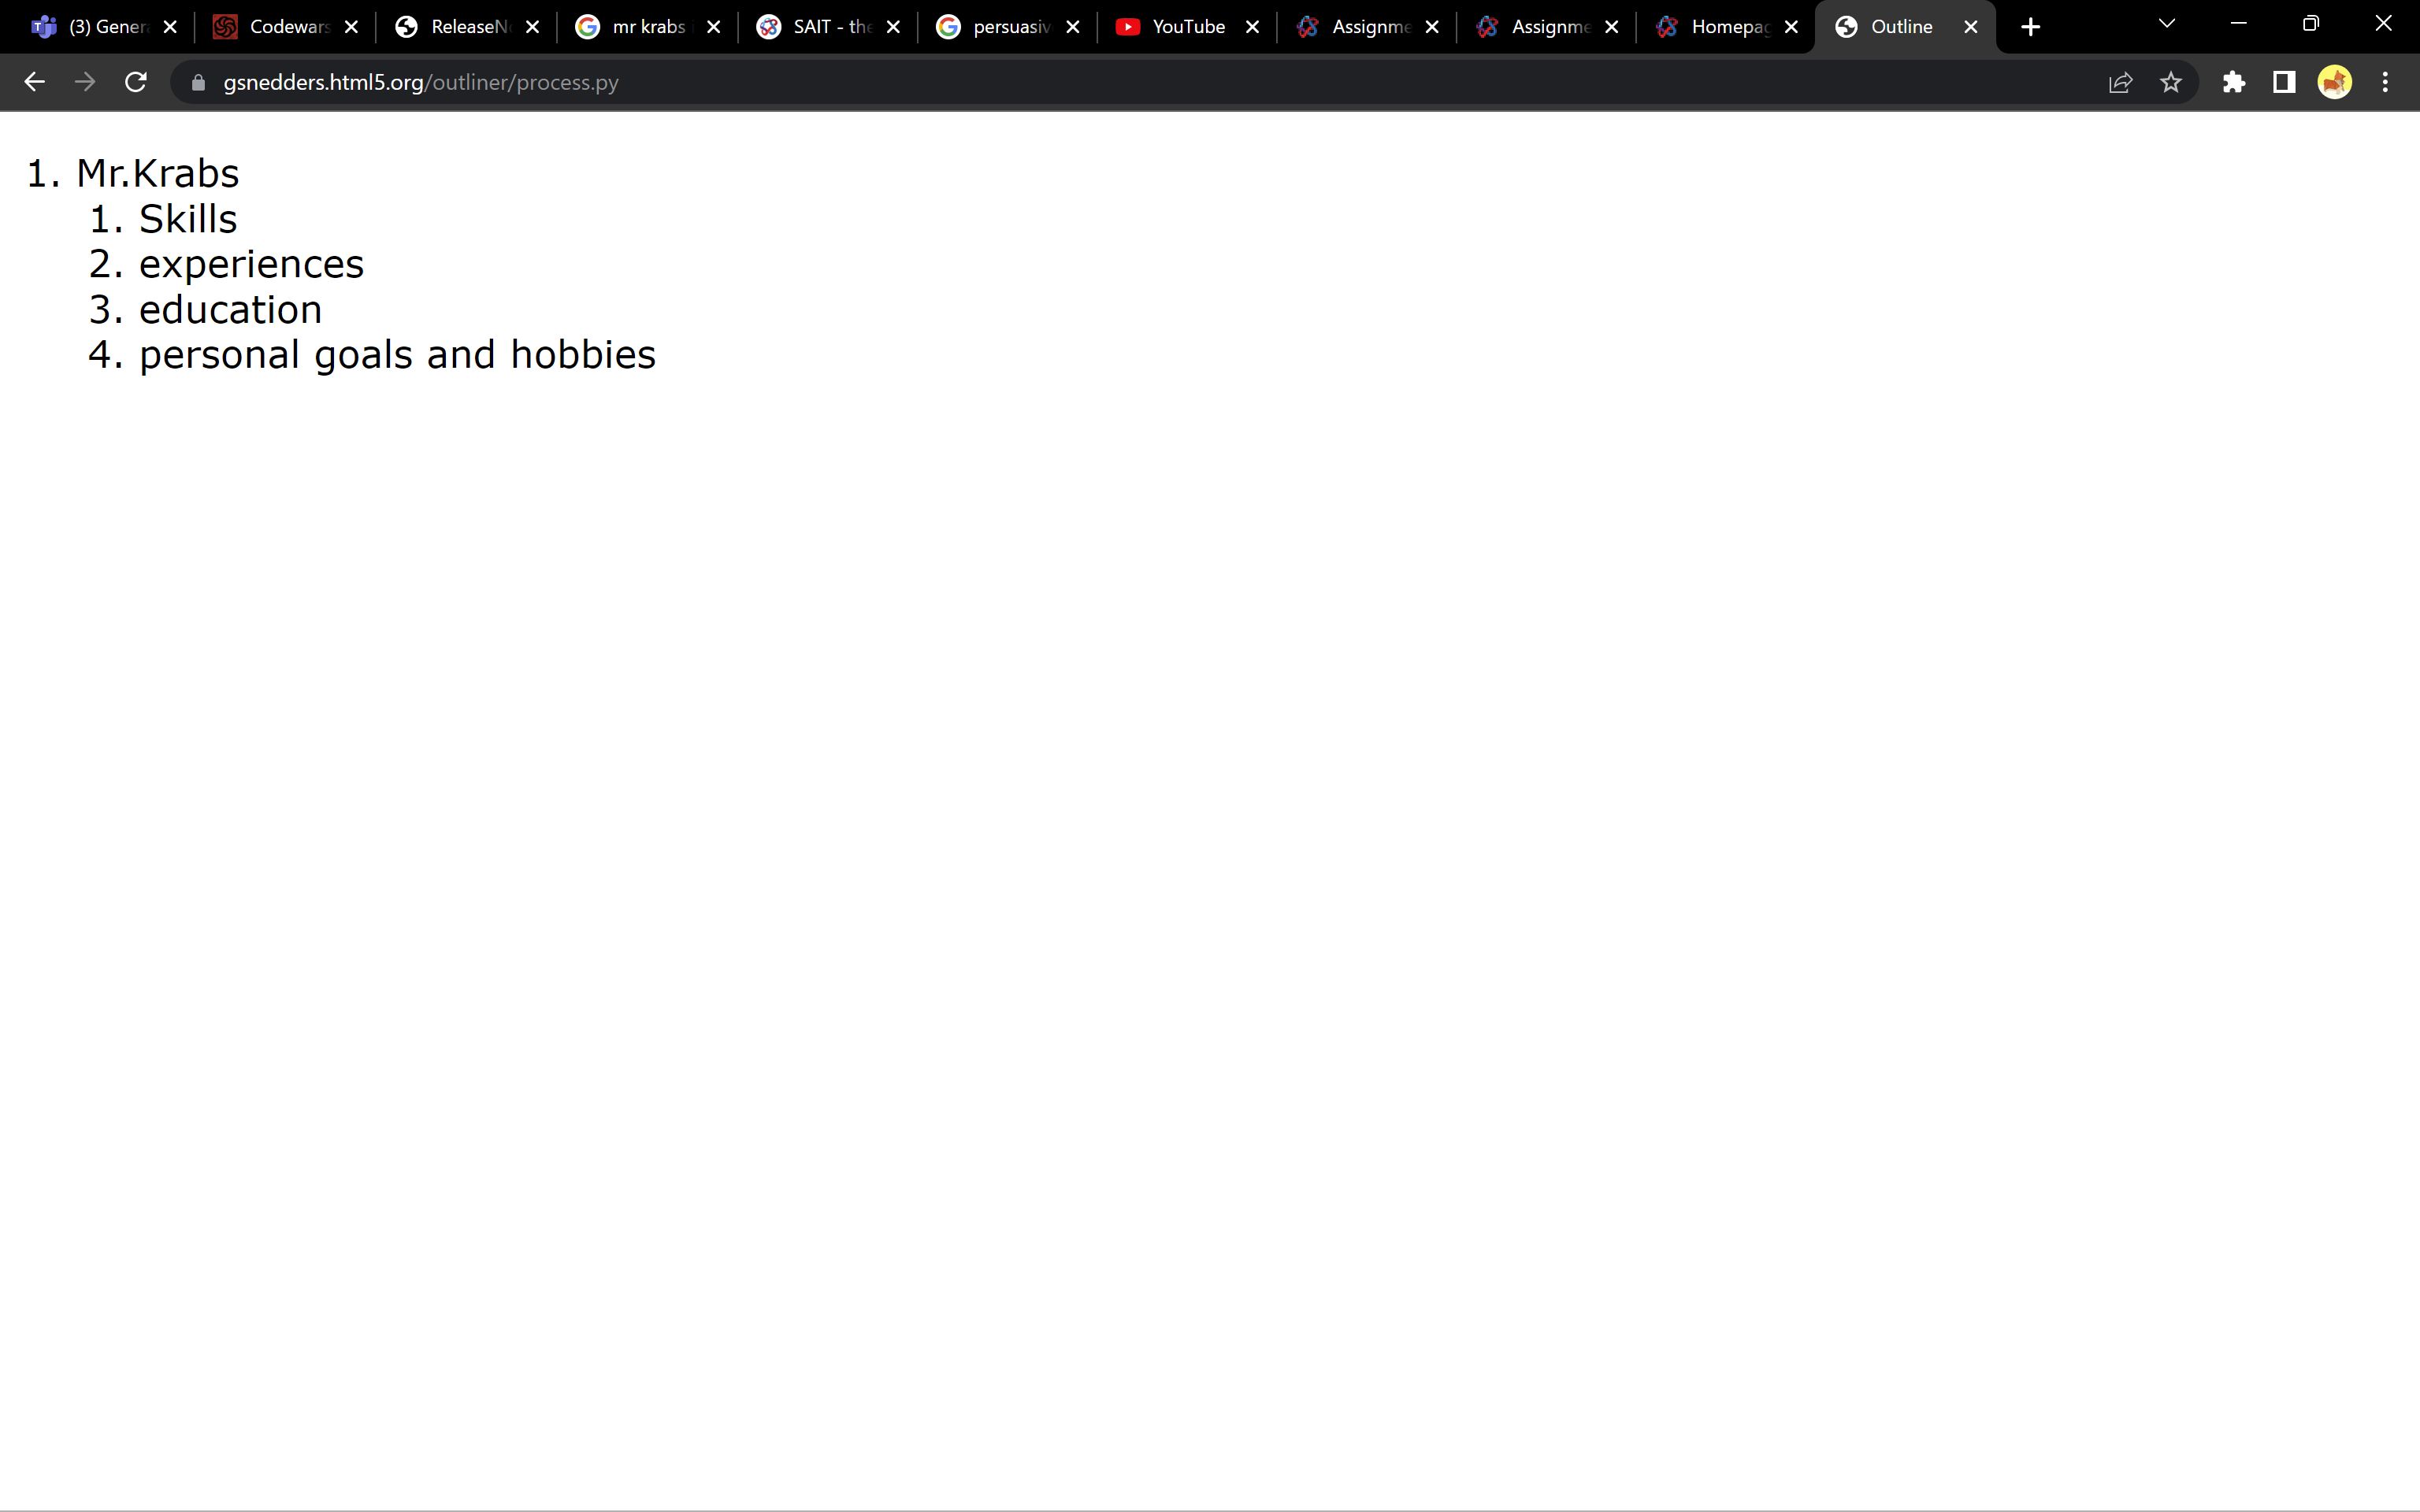 (3) Gener
Codewars
ReleaseN
mr krabs
SAIT - the
persuasiv
YouTube
Assignme
Assignme
Homepag
Outline
gsnedders.html5.org/outliner/process.py
1. Mr.Krabs
1. Skills
2. experiences
3. education
4. personal goals and hobbies